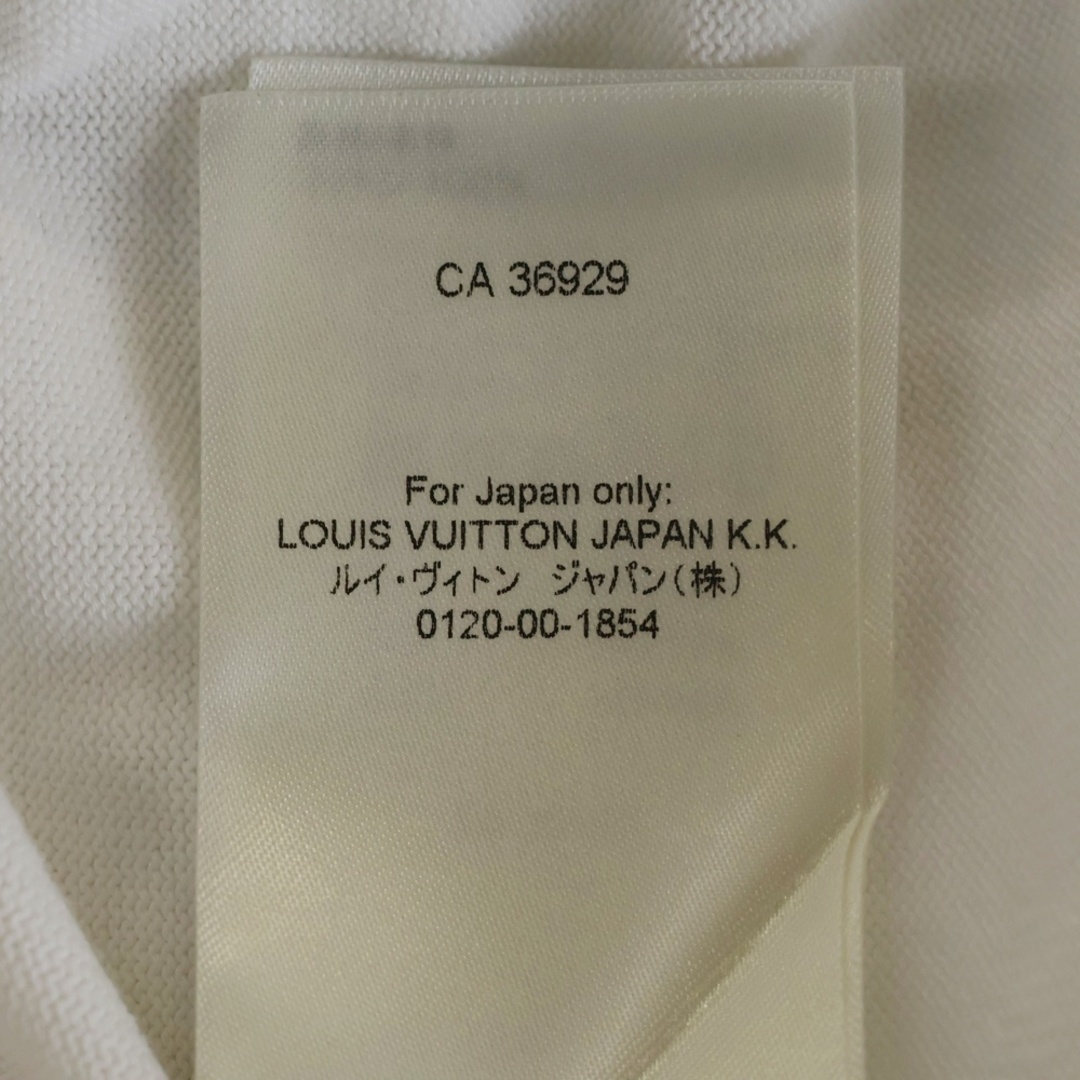 CA 36929
For Japan only:
LOUIS VUITTON JAPAN K.K.
ルイ・ヴィトン　ジャパン(株)
0120-00-1854